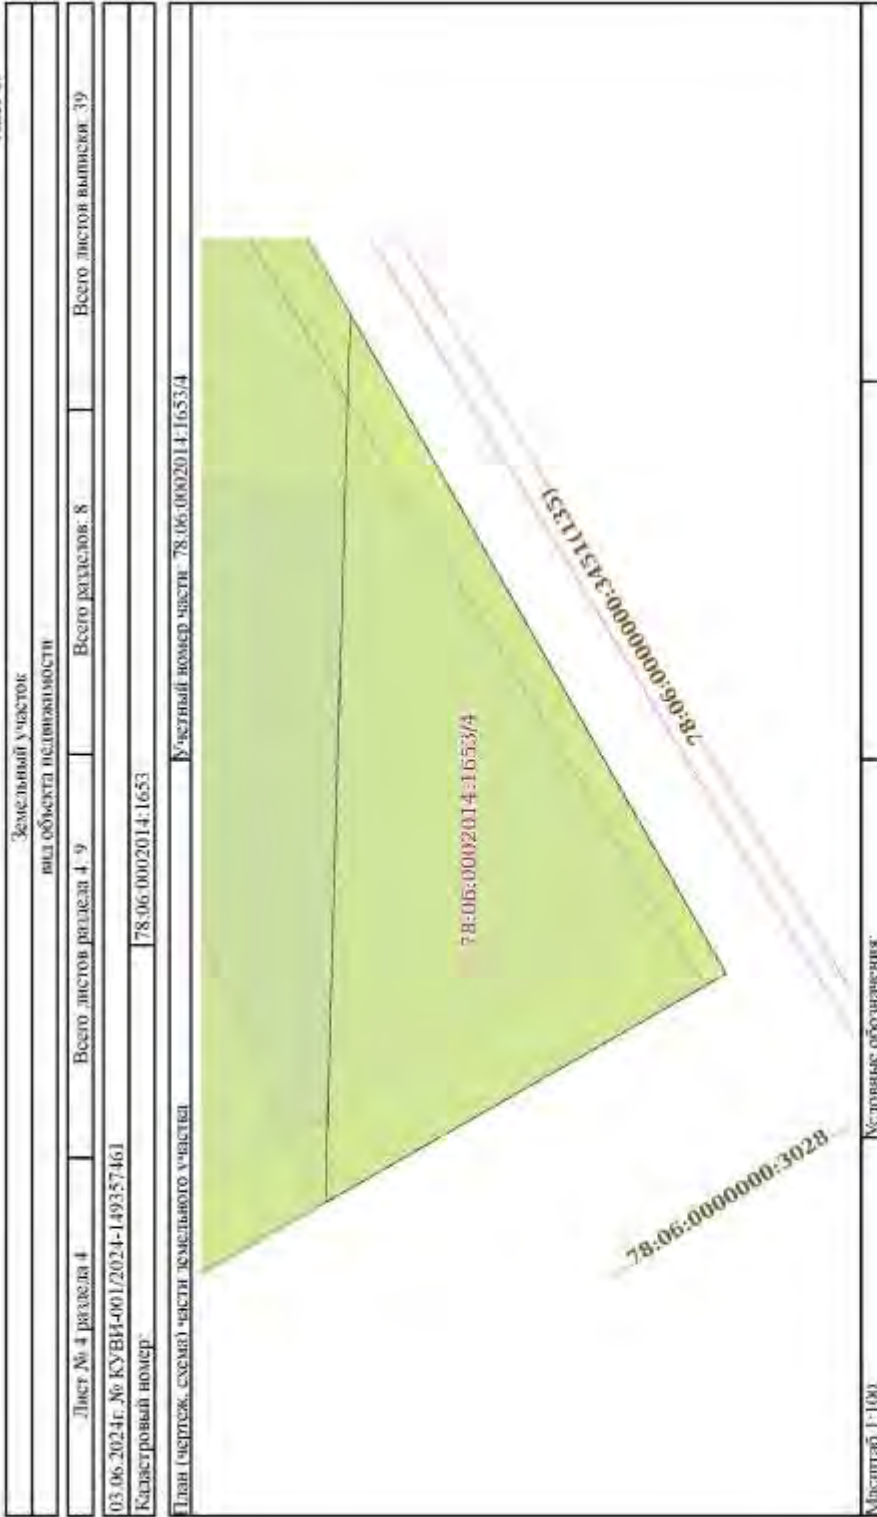 Земельный участок
вид объекта недвижимости
Лист № 4 раздела 4 Всего листов раздела 4: 9 Всего разделов: 8 Всего листов выписки: 39
03.06.2024г. № КУВИ-001/2024-149357461
Кадастровый номер: 78:06:0002014:1653
План (чертеж, схема) части земельного участка Учетный номер части: 78:06:0002014:1653/4
78:06:0002014:1653/4
78:06:0000000:3451(135)
78:06:0000000:3028
Масштаб 1:100 Условные обозначения: